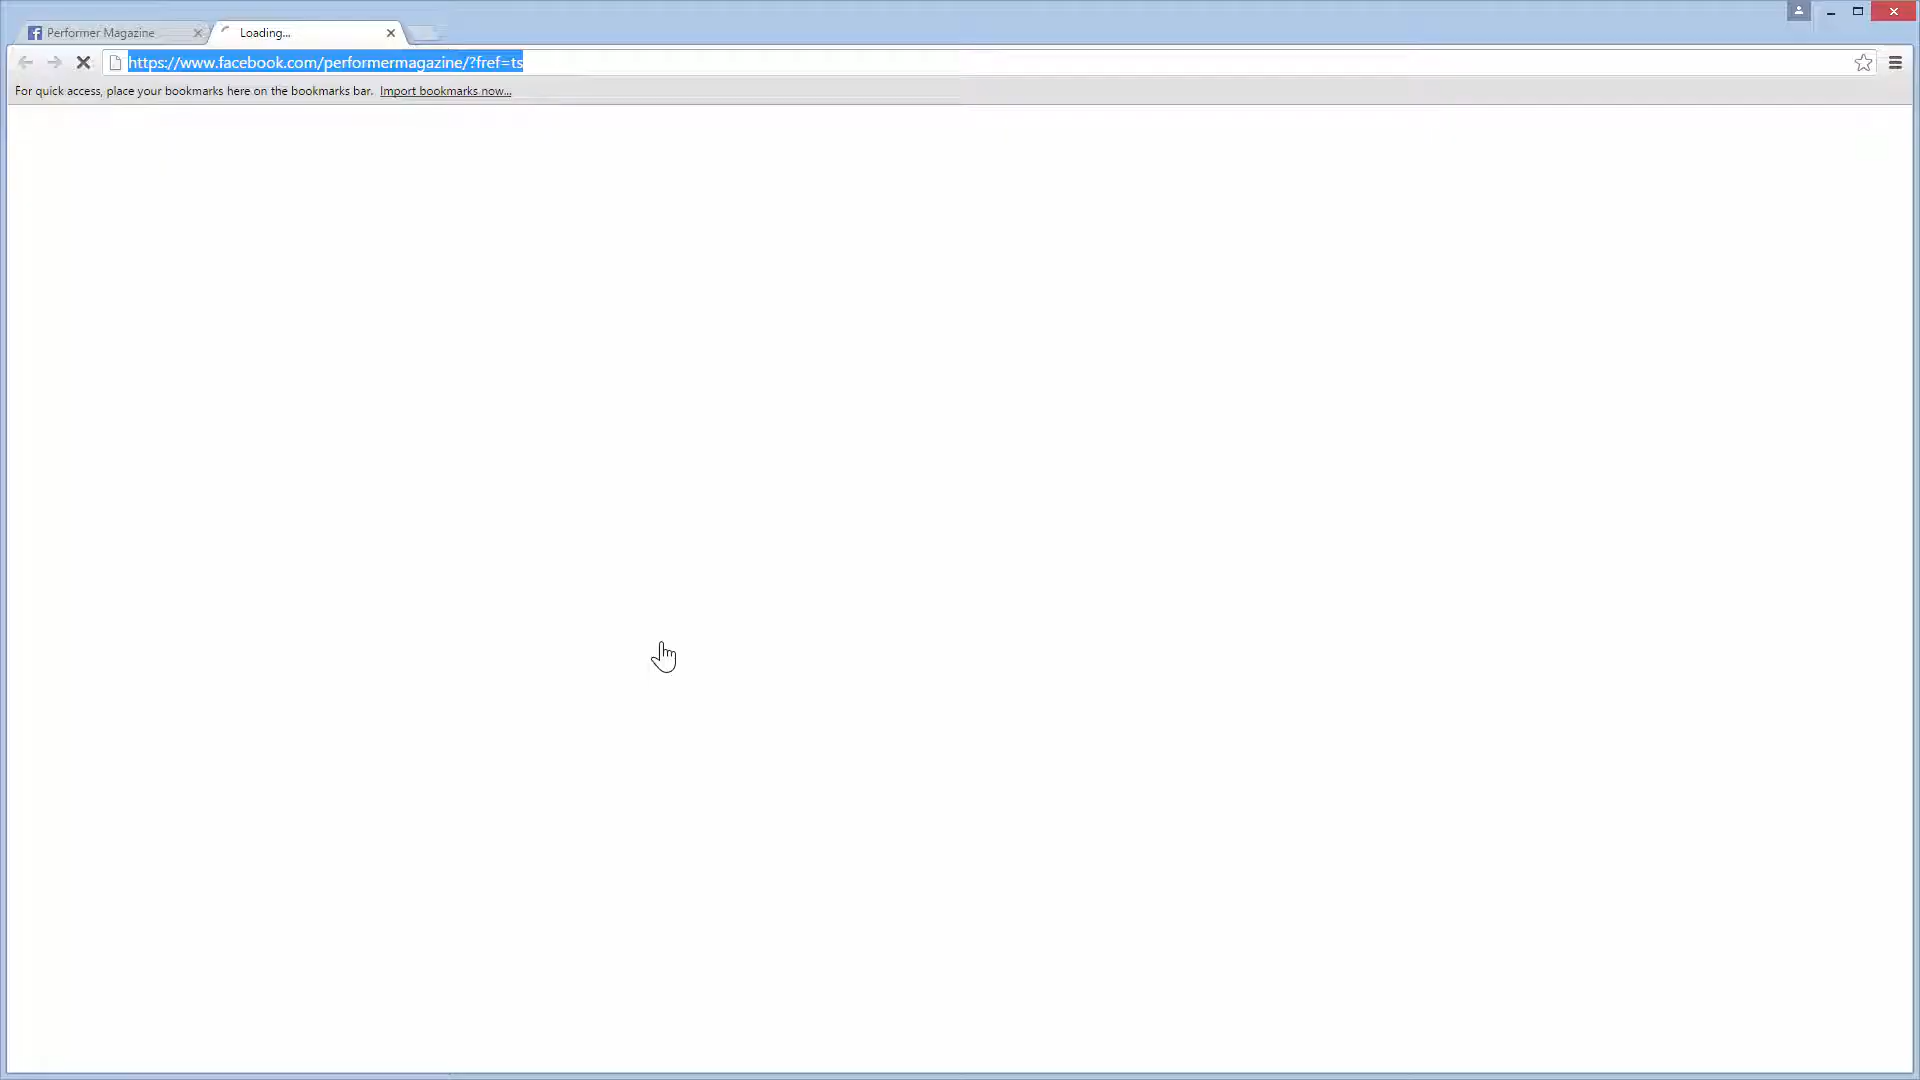 Performer Magazine
Loading...
https://www.facebook.com/performermagazine/?fref=ts
For quick access, place your bookmarks here on the bookmarks bar. Import bookmarks now...